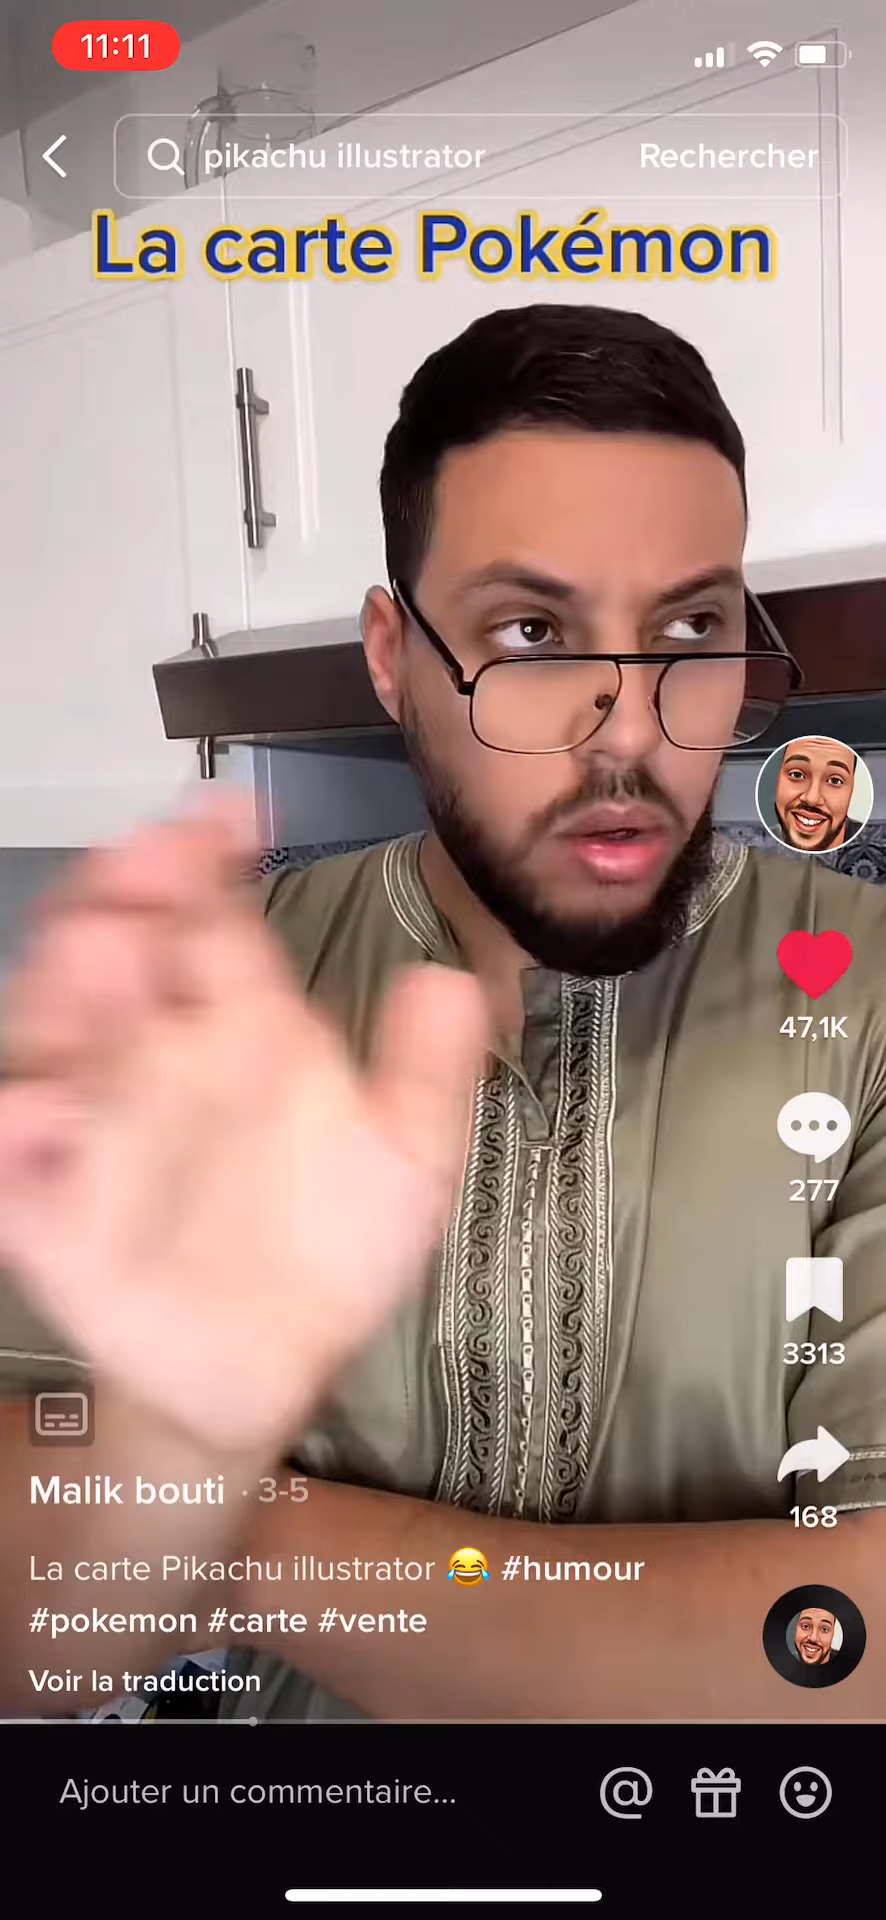 11:11
pikachu illustrator Rechercher
La carte Pokémon
47,1K
277
3313
168
Malik bouti · 3-5
La carte Pikachu illustrator 😂 #humour
#pokemon #carte #vente
Voir la traduction
Ajouter un commentaire...